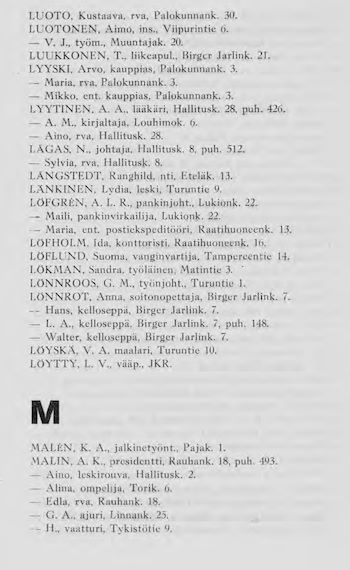 LUOTO, Kustaava, rva, Palokunnank. 30.
LUOTONEN, Aimo, ins., Viipurintie 6.
— V. J., työm., Muuntajak. 20.
LUUKKONEN, T., liikeapul., Birger Jarlink. 21.
LYYSKI, Arvo, kauppias, Palokunnank. 3.
— Maria, rva, Palokunnank. 3.
— Mikko, ent. kauppias, Palokunnank. 3.
LYYTINEN, A. A., lääkäri, Hallitusk. 28, puh. 426.
— A. M., kirjaltaja, Louhimok. 6.
— Aino, rva, Hallitusk. 28.
LÄGAS, N., johtaja, Hallitusk. 8, puh. 512.
— Sylvia, rva, Hallitusk. 8.
LÅNGSTEDT, Ranghild, nti, Eteläk. 13.
LÄNKINEN, Lydia, leski, Turuntie 9.
LÖFGRÉN, A. L. R., pankinjoht., Lukionk. 22.
— Maili, pankinvirkailija, Lukionk. 22.
— Maria, ent. postiekspeditööri, Raatihuoneenk. 13.
LÖFHOLM, Ida, konttoristi, Raatihuoneenk. 16.
LÖFLUND, Suoma, vanginvartija, Tampereentie 14.
LÖKMAN, Sandra, työläinen, Matintie 3.
LÖNNROOS, G. M., työnjoht., Turuntie 1.
LÖNNROT, Anna, soitonopettaja, Birger Jarlink. 7.
— Hans, kelloseppä, Birger Jarlink. 7.
— L. A., kelloseppä, Birger Jarlink. 7, puh. 148.
— Walter, kelloseppä, Birger Jarlink. 7.
LÖYSKÄ, V. A. maalari, Turuntie 10.
LÖYTTY, L. V., vääp., JKR.
M
MALÉN, K. A., jalkinetyönt., Pajak. 1.
MALIN, A. K., presidentti, Rauhank. 18, puh. 493.
— Aino, leskirouva, Hallitusk. 2.
— Alina, ompelija, Torik. 6.
— Edla, rva, Rauhank. 18.
— G. A., ajuri, Linnank. 25.
— H., vaatturi, Tykistötie 9.